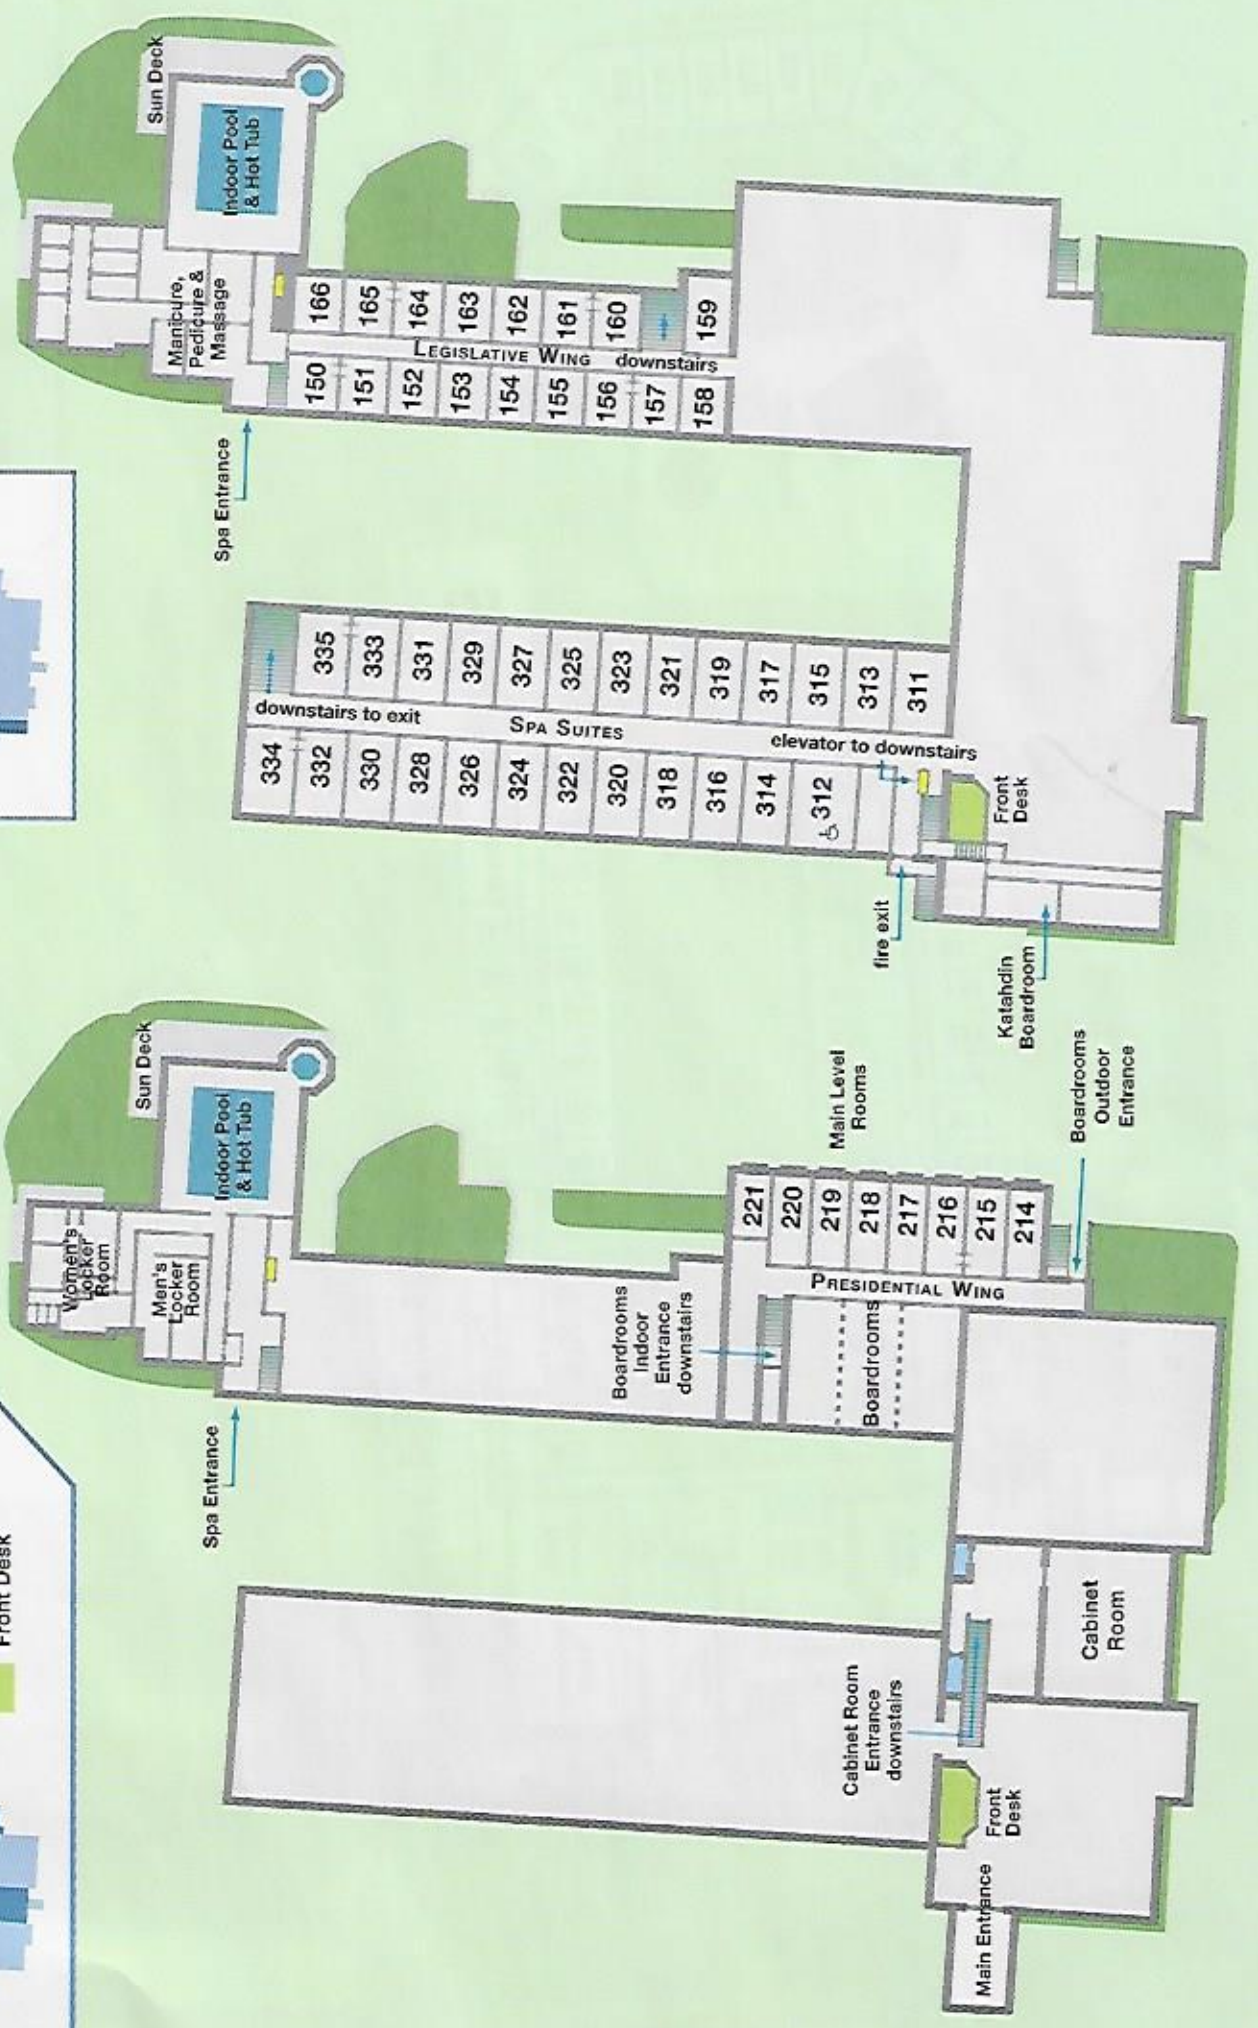 Front Desk
Sun Deck
Indoor Pool
& Hot Tub
Manicure,
Pedicure &
Massage
Spa Entrance
166
165
164
163
162
161
160
159
LEGISLATIVE WING
downstairs
150
151
152
153
154
155
156
157
158
335
333
331
329
327
325
323
321
319
317
315
313
311
downstairs to exit
SPA SUITES
elevator to downstairs
334
332
330
328
326
324
322
320
318
316
314
312
Front
Desk
fire exit
Katahdin
Boardroom
Sun Deck
Indoor Pool
& Hot Tub
Women's
Locker
Room
Men's
Locker
Room
Spa Entrance
Main Level
Rooms
Boardrooms
Outdoor
Entrance
221
220
219
218
217
216
215
214
PRESIDENTIAL WING
Boardrooms
Indoor
Entrance
downstairs
Boardrooms
Cabinet
Room
Cabinet Room
Entrance
downstairs
Front
Desk
Main Entrance